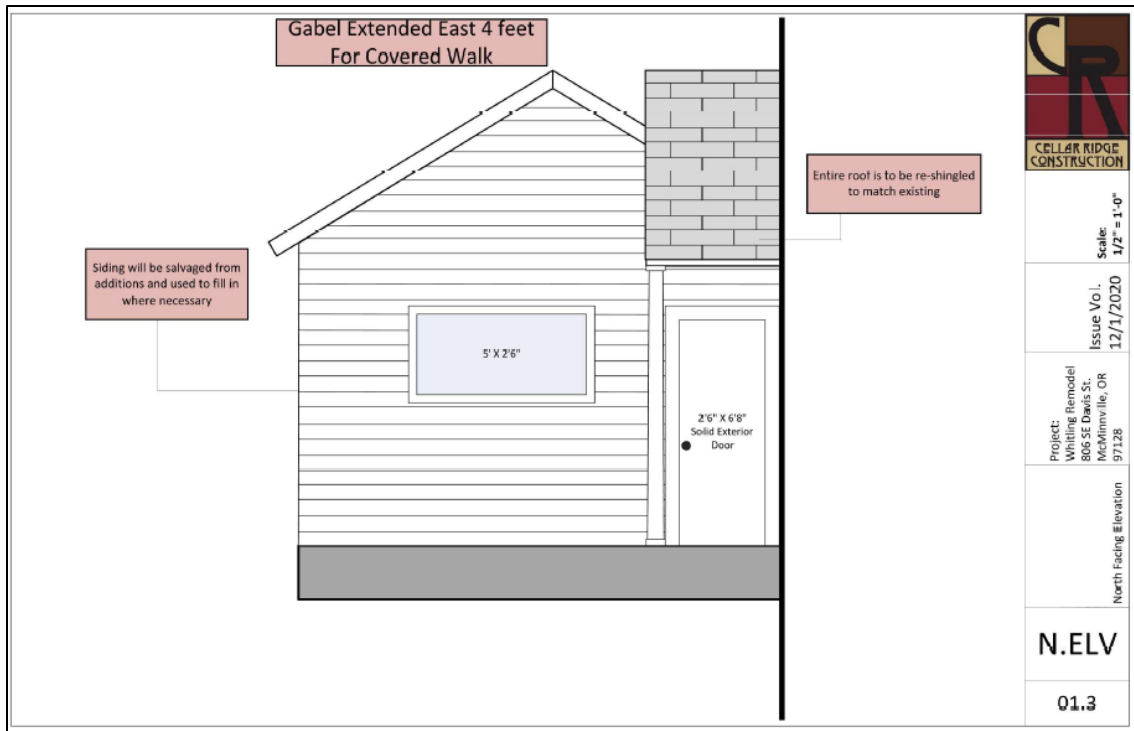 Gabel Extended East 4 feet
For Covered Walk
Entire roof is to be re-shingled
to match existing
Siding will be salvaged from
additions and used to fill in
where necessary
5' X 2'6"
2'6" X 6'8"
Solid Exterior
Door
CR
CELLAR RIDGE
CONSTRUCTION
Scale:
1/2" = 1'-0"
Issue Vol.
12/1/2020
Project:
Whitling Remodel
806 SE Davis St.
McMinnville, OR
97128
North Facing Elevation
N.ELV
01.3